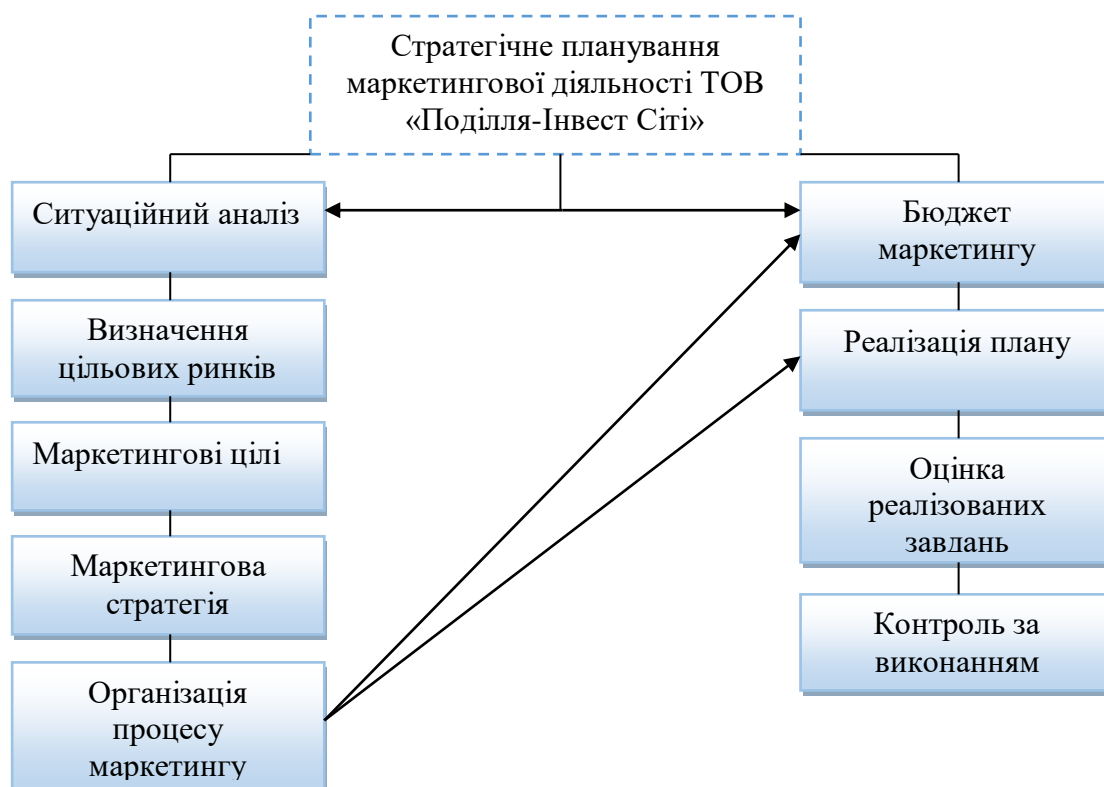 Стратегічне планування
маркетингової діяльності ТОВ
«Поділля-Інвест Сіті»
Ситуаційний аналіз
Визначення
цільових ринків
Маркетингові цілі
Маркетингова
стратегія
Організація
процесу
маркетингу
Бюджет
маркетингу
Реалізація плану
Оцінка
реалізованих
завдань
Контроль за
виконанням